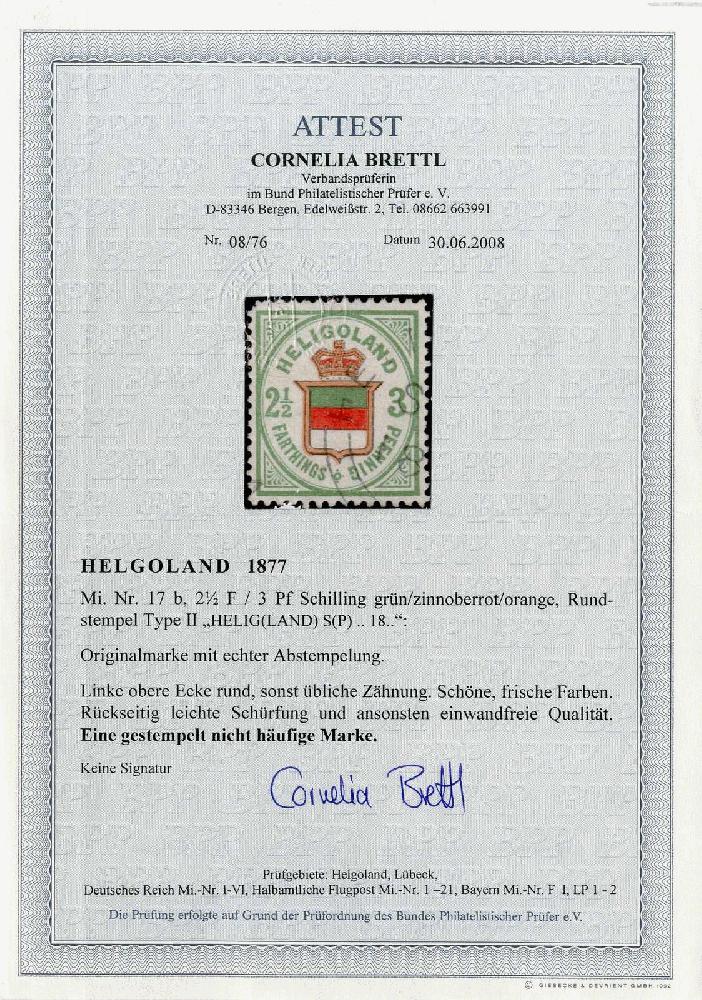 ATTEST
CORNELIA BRETTL
Verbandsprüferin
im Bund Philatelistischer Prüfer e. V.
D-83346 Bergen, Edelweißstr. 2, Tel. 08662 663991
Nr. 08/76 Datum 30.06.2008
HELIGOLAND
2½ 3
FARTHINGS PFENNIG
HELGOLAND 1877
Mi. Nr. 17 b, 2½ F / 3 Pf Schilling grün/zinnoberrot/orange, Rund-
stempel Type II „HELIG(LAND) S(P) .. 18..“:
Originalmarke mit echter Abstempelung.
Linke obere Ecke rund, sonst übliche Zähnung. Schöne, frische Farben.
Rückseitig leichte Schürfung und ansonsten einwandfreie Qualität.
Eine gestempelt nicht häufige Marke.
Keine Signatur
Cornelia Brettl
Prüfgebiete: Helgoland, Lübeck,
Deutsches Reich Mi.-Nr. I-VI, Halbamtliche Flugpost Mi.-Nr. 1 –21, Bayern Mi.-Nr. F I, LP 1 - 2
Die Prüfung erfolgte auf Grund der Prüfordnung des Bundes Philatelistischer Prüfer e.V.
© GIESECKE & DEVRIENT GMBH 1992